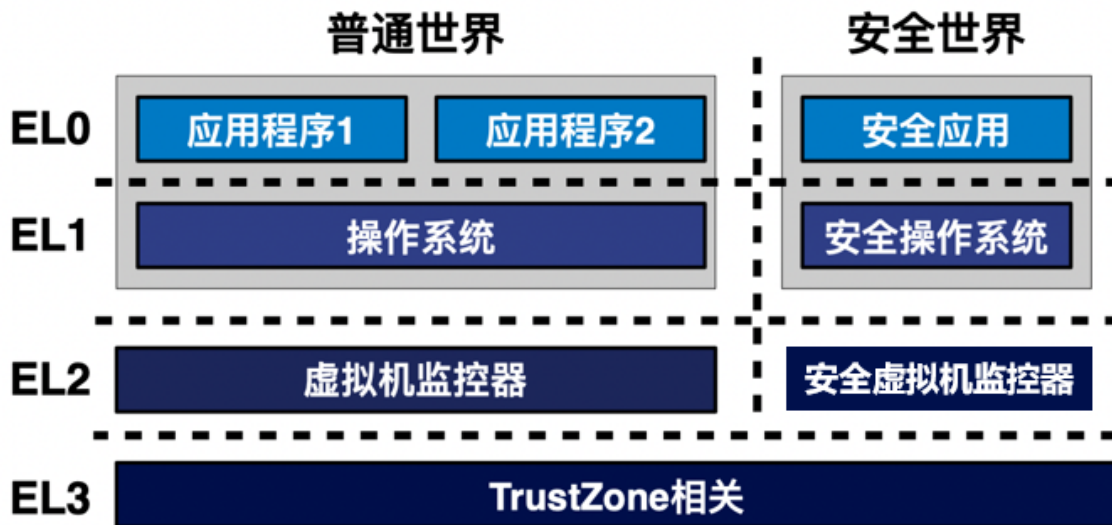 普通世界 安全世界
EL0 应用程序1 应用程序2 安全应用
EL1 操作系统 安全操作系统
EL2 虚拟机监控器 安全虚拟机监控器
EL3 TrustZone相关